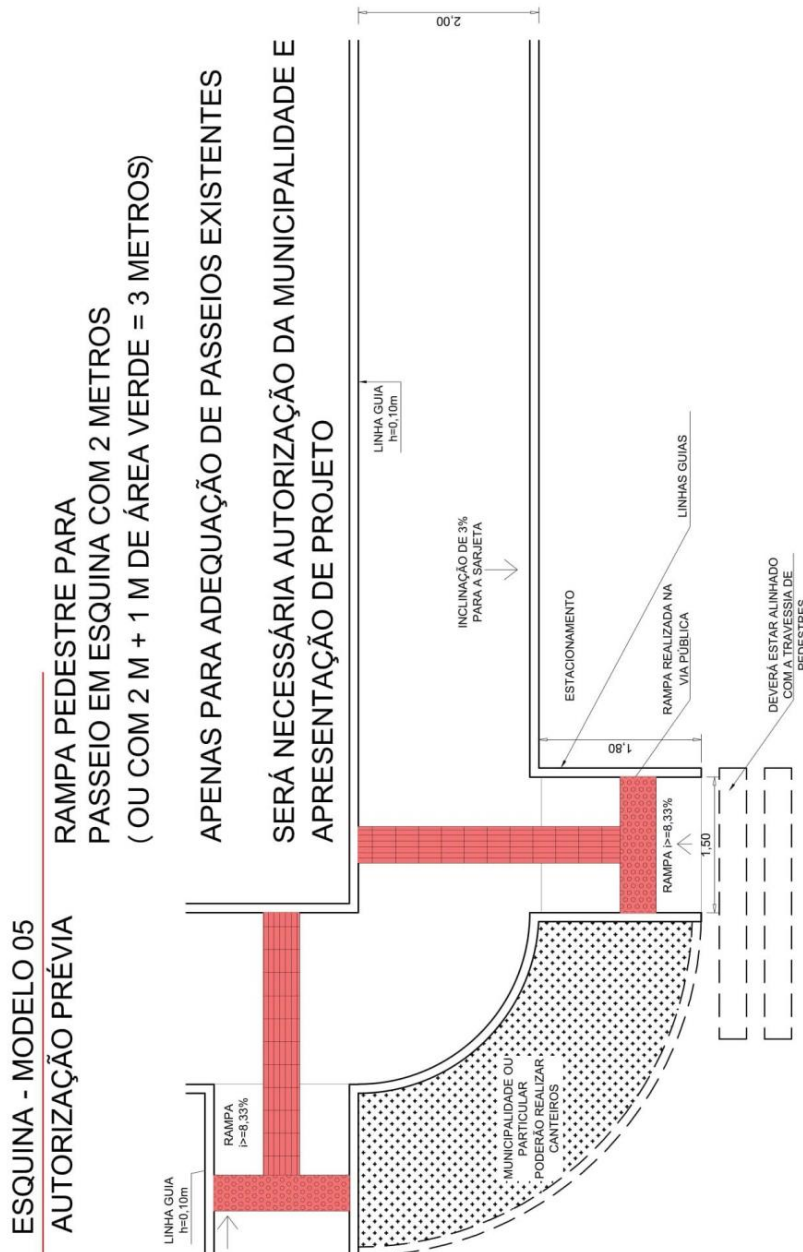 ESQUINA - MODELO 05
AUTORIZAÇÃO PRÉVIA
RAMPA PEDESTRE PARA
PASSEIO EM ESQUINA COM 2 METROS
( OU COM 2 M + 1 M DE ÁREA VERDE = 3 METROS)
APENAS PARA ADEQUAÇÃO DE PASSEIOS EXISTENTES
SERÁ NECESSÁRIA AUTORIZAÇÃO DA MUNICIPALIDADE E
APRESENTAÇÃO DE PROJETO
2,00
LINHA GUIA
h=0,10m
INCLINAÇÃO DE 3%
PARA A SARJETA
ESTACIONAMENTO
LINHAS GUIAS
RAMPA REALIZADA NA
VIA PÚBLICA
DEVERÁ ESTAR ALINHADO
COM A TRAVESSIA DE
PEDESTRES
1,80
RAMPA i>=8,33%
1,50
LINHA GUIA
h=0,10m
RAMPA
i>=8,33%
MUNICIPALIDADE OU
PARTICULAR
PODERÃO REALIZAR
CANTEIROS